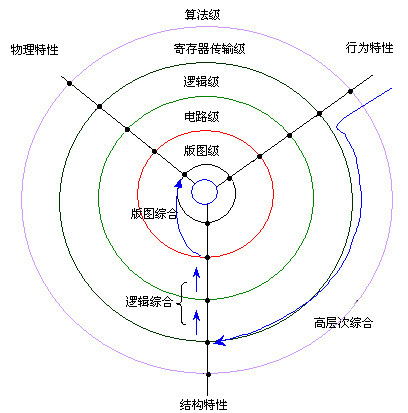 算法级
物理特性
寄存器传输级
行为特性
逻辑级
电路级
版图级
版图综合
逻辑综合
高层次综合
结构特性